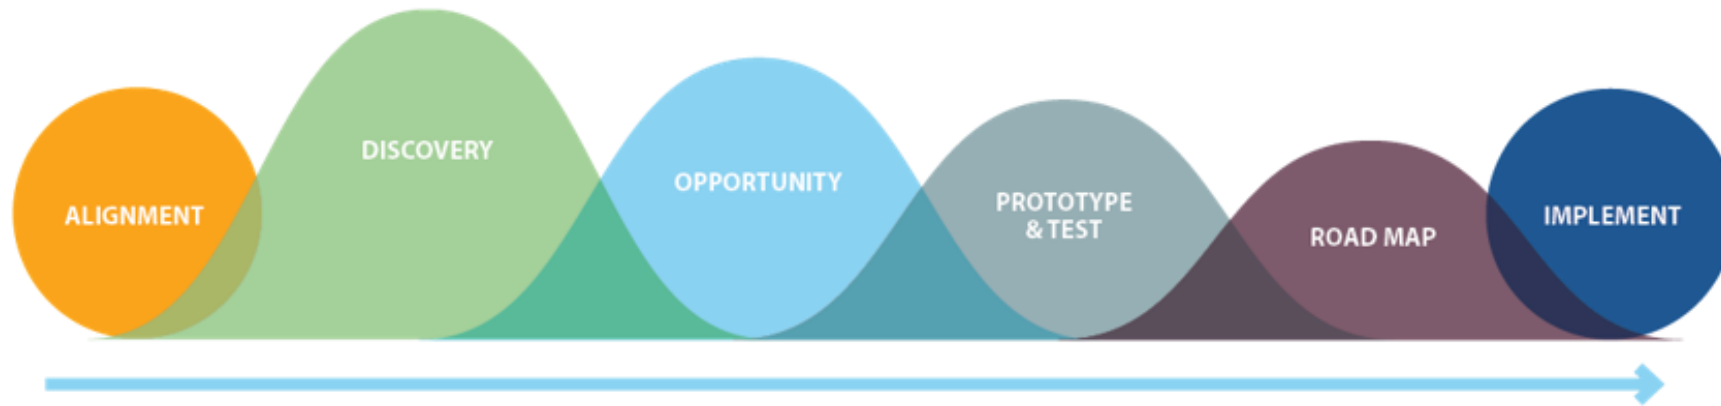 ALIGNMENT
DISCOVERY
OPPORTUNITY
PROTOTYPE
& TEST
ROAD MAP
IMPLEMENT